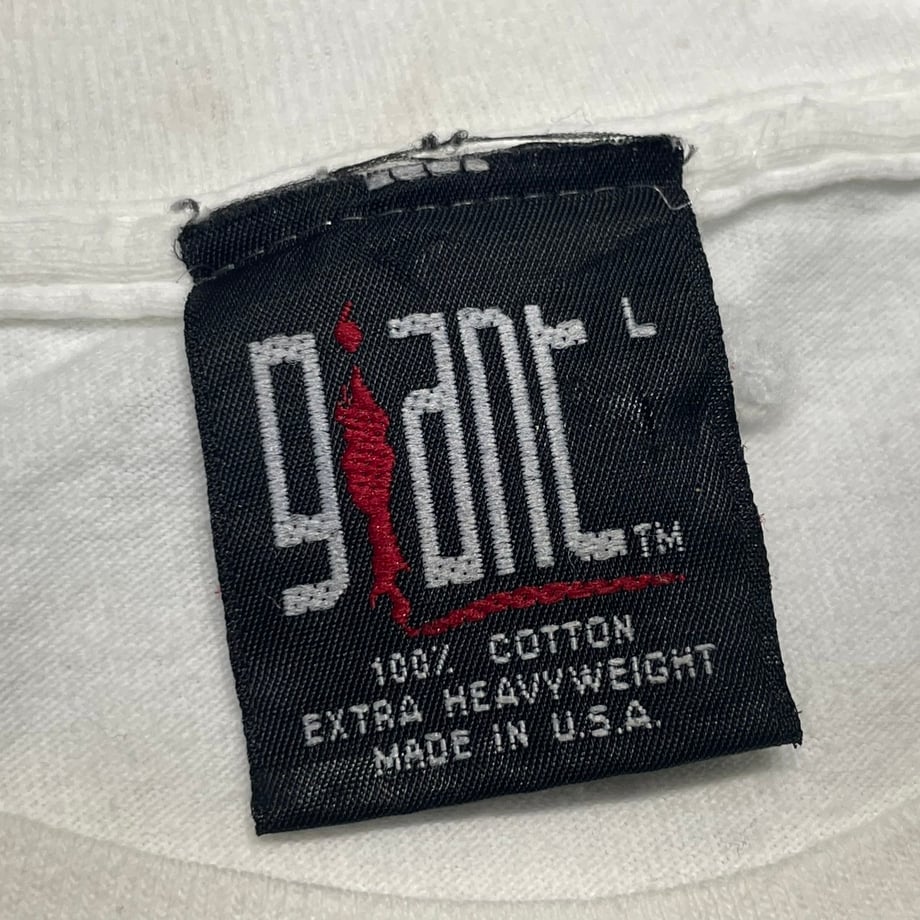 giant L
TM
100% COTTON
EXTRA HEAVYWEIGHT
MADE IN U.S.A.